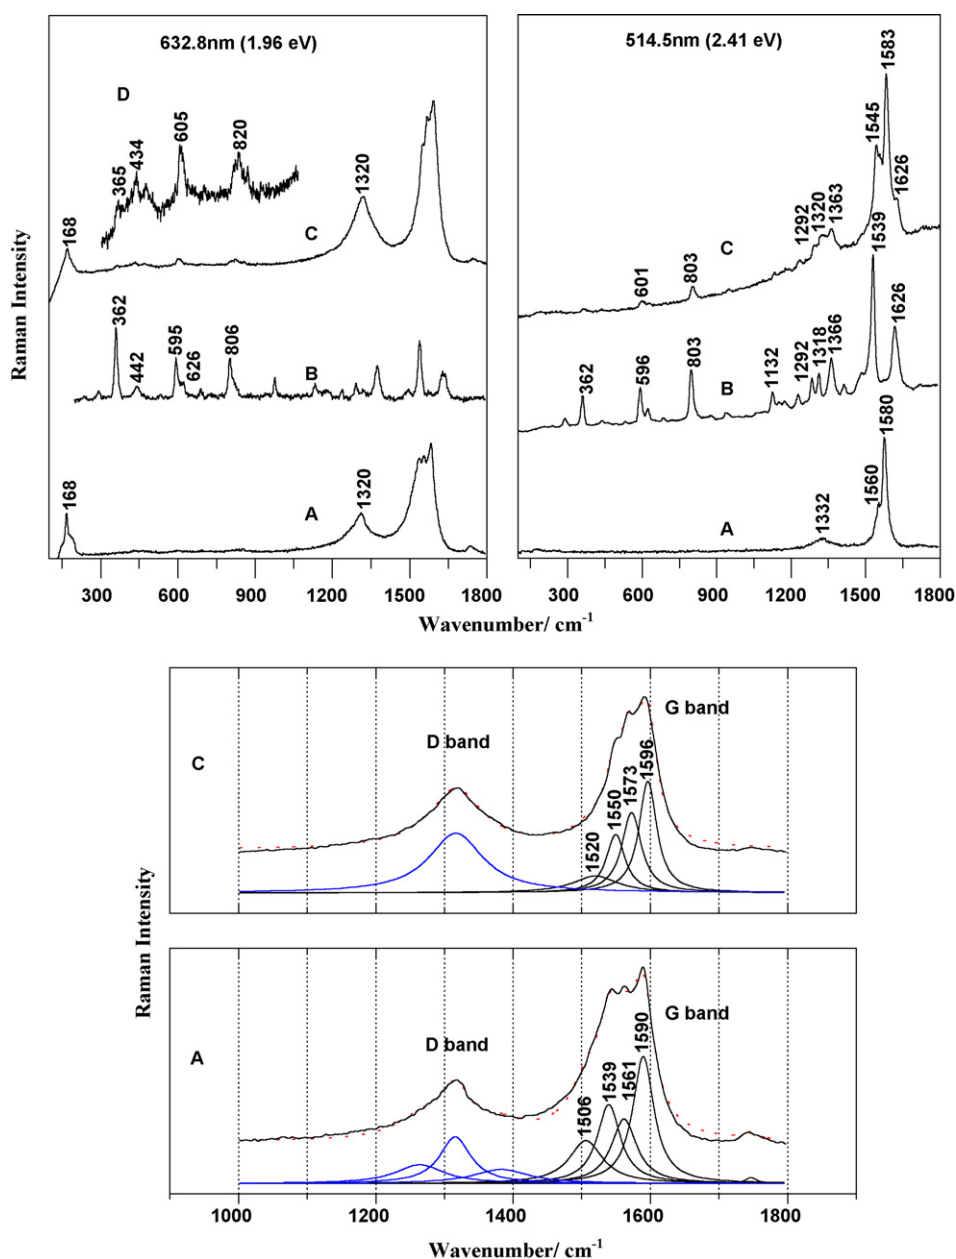 632.8nm (1.96 eV)
D
365
434
605
820
168
C
1320
362
442
595
626
806
B
168
A
1320
300 600 900 1200 1500 1800
514.5nm (2.41 eV)
1583
1545
1626
1292
1320
1363
C
601
803
1539
1626
362
596
803
B
1132
1292
1318
1366
1580
1560
A
1332
300 600 900 1200 1500 1800
Raman Intensity
Wavenumber/ cm-1
C
D band
G band
1520
1550
1573
1596
A
D band
G band
1506
1539
1561
1590
1000 1200 1400 1600 1800
Raman Intensity
Wavenumber/ cm-1